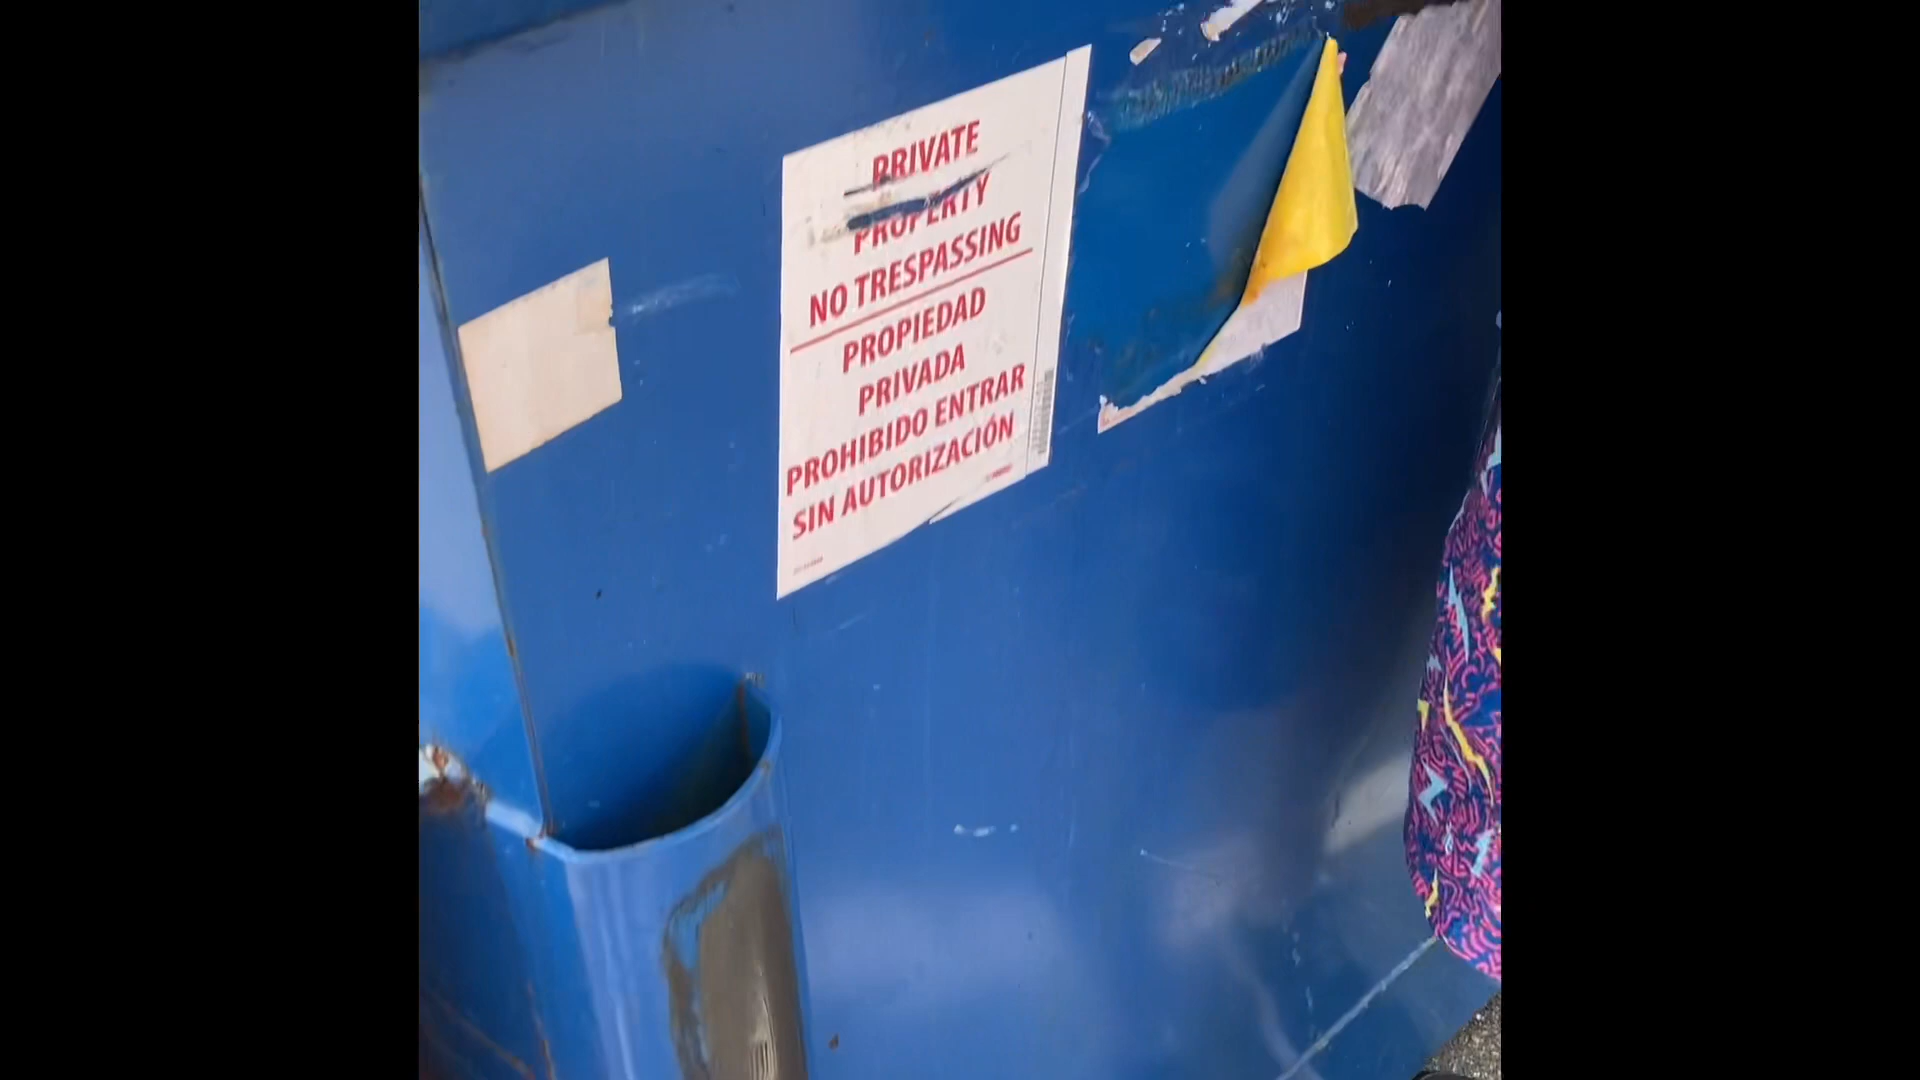 PRIVATE
PROPERTY
NO TRESPASSING
PROPIEDAD
PRIVADA
PROHIBIDO ENTRAR
SIN AUTORIZACIÓN